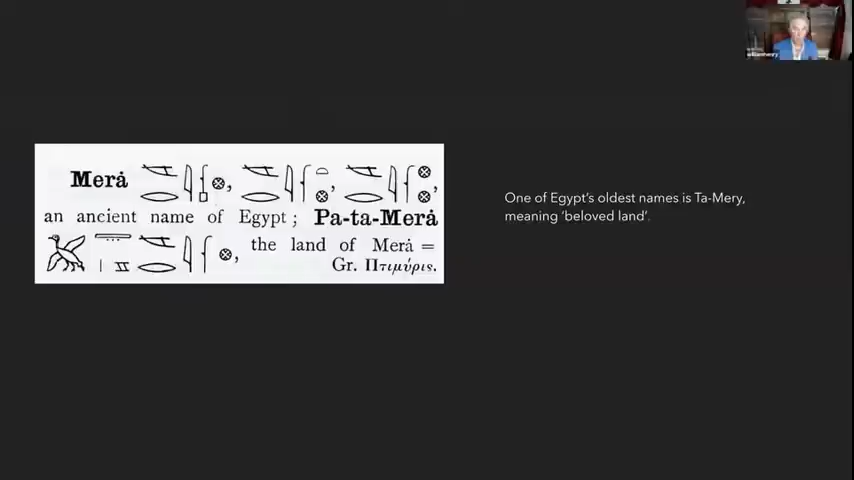 williamhenry
Merȧ , , ,
an ancient name of Egypt; Pa-ta-Merȧ
, the land of Merȧ =
Gr. Πτιμύρις.
One of Egypt's oldest names is Ta-Mery,
meaning 'beloved land'.